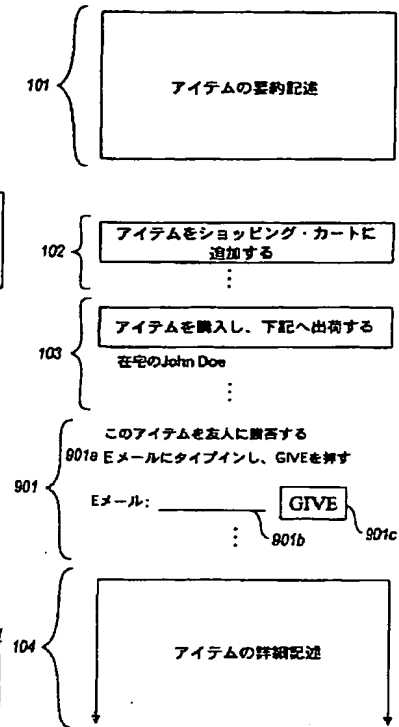 101
アイテムの要約記述
102
アイテムをショッピング・カートに
追加する
103
アイテムを購入し、下記へ出荷する
在宅のJohn Doe
このアイテムを友人に贈答する
901a Eメールにタイプインし、GIVEを押す
901
Eメール: GIVE
901b 901c
104
アイテムの詳細記述